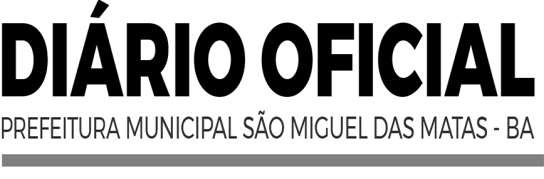 DIÁRIO OFICIAL
PREFEITURA MUNICIPAL SÃO MIGUEL DAS MATAS - BA